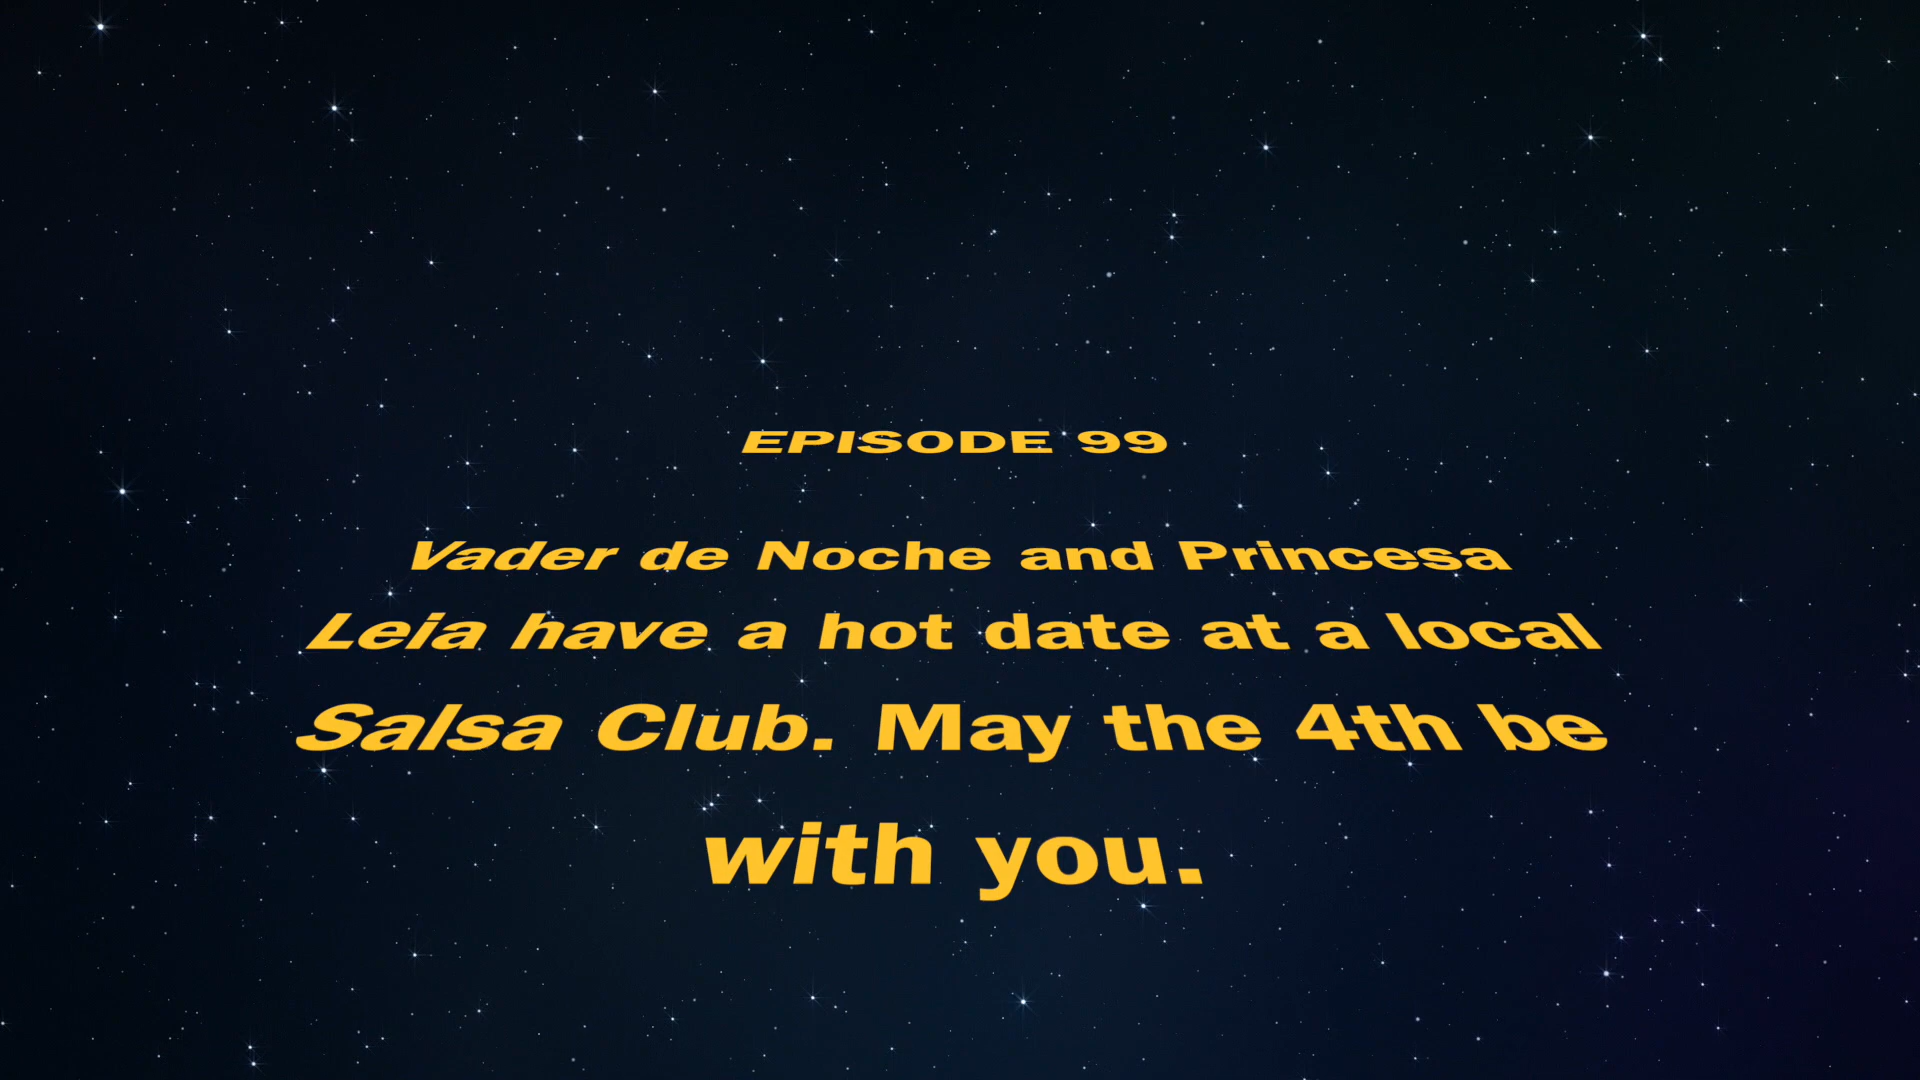 EPISODE 99
Vader de Noche and Princesa
Leia have a hot date at a local
Salsa Club. May the 4th be
with you.